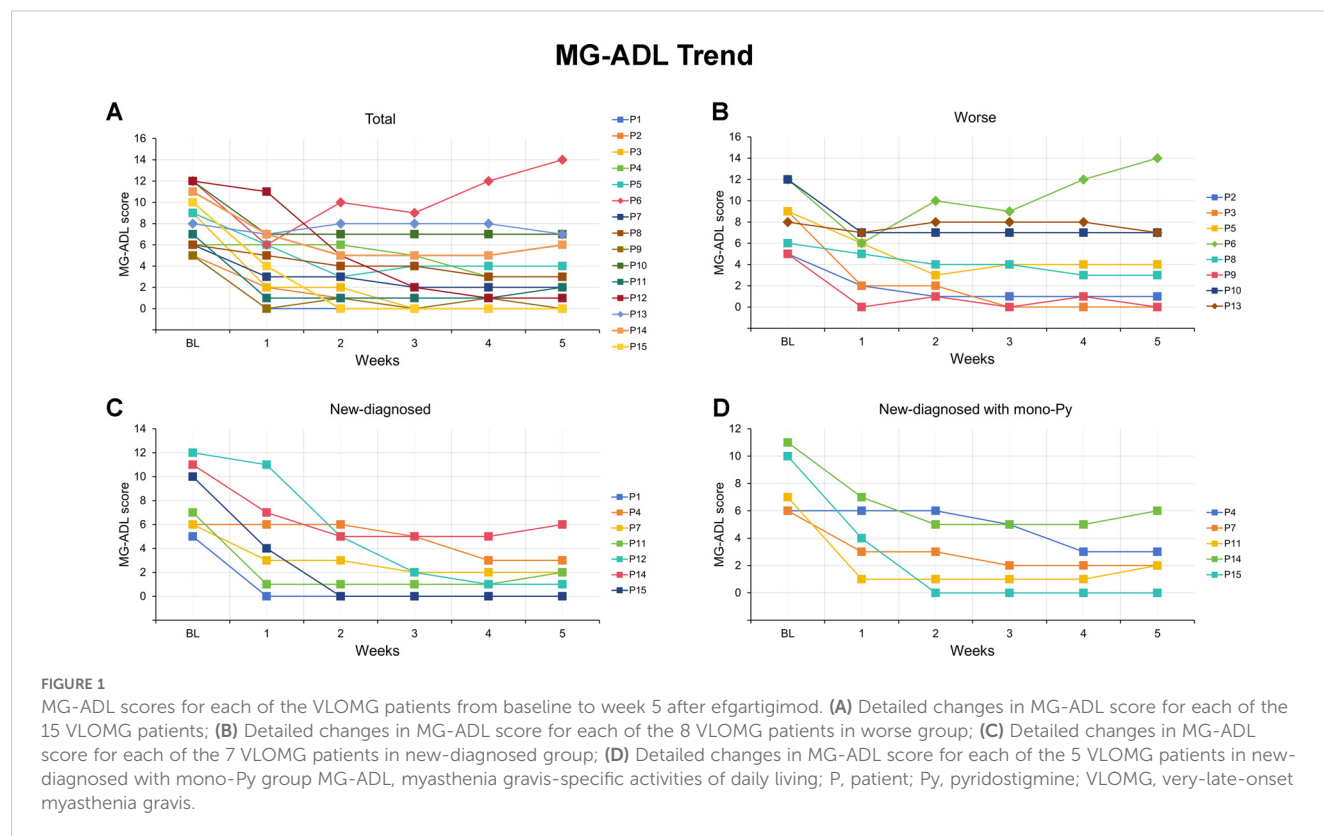 MG-ADL Trend
A
Total
MG-ADL score
16
14
12
10
8
6
4
2
0
BL 1 2 3 4 5
Weeks
P1
P2
P3
P4
P5
P6
P7
P8
P9
P10
P11
P12
P13
P14
P15
B
Worse
MG-ADL score
16
14
12
10
8
6
4
2
0
BL 1 2 3 4 5
Weeks
P2
P3
P5
P6
P8
P9
P10
P13
C
New-diagnosed
MG-ADL score
14
12
10
8
6
4
2
0
BL 1 2 3 4 5
Weeks
P1
P4
P7
P11
P12
P14
P15
D
New-diagnosed with mono-Py
MG-ADL score
12
10
8
6
4
2
0
BL 1 2 3 4 5
Weeks
P4
P7
P11
P14
P15
FIGURE 1
MG-ADL scores for each of the VLOMG patients from baseline to week 5 after efgartigimod. (A) Detailed changes in MG-ADL score for each of the
15 VLOMG patients; (B) Detailed changes in MG-ADL score for each of the 8 VLOMG patients in worse group; (C) Detailed changes in MG-ADL
score for each of the 7 VLOMG patients in new-diagnosed group; (D) Detailed changes in MG-ADL score for each of the 5 VLOMG patients in new-
diagnosed with mono-Py group MG-ADL, myasthenia gravis-specific activities of daily living; P, patient; Py, pyridostigmine; VLOMG, very-late-onset
myasthenia gravis.